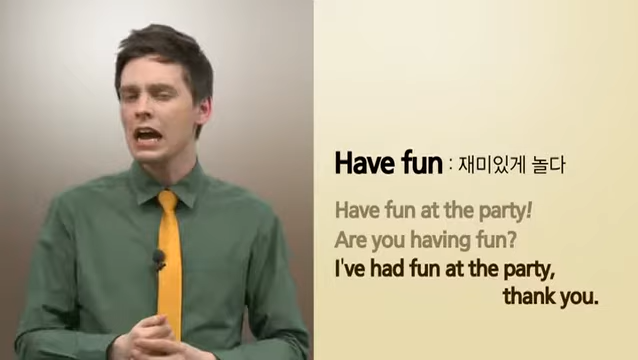 Have fun : 재미있게 놀다
Have fun at the party!
Are you having fun?
I've had fun at the party,
thank you.